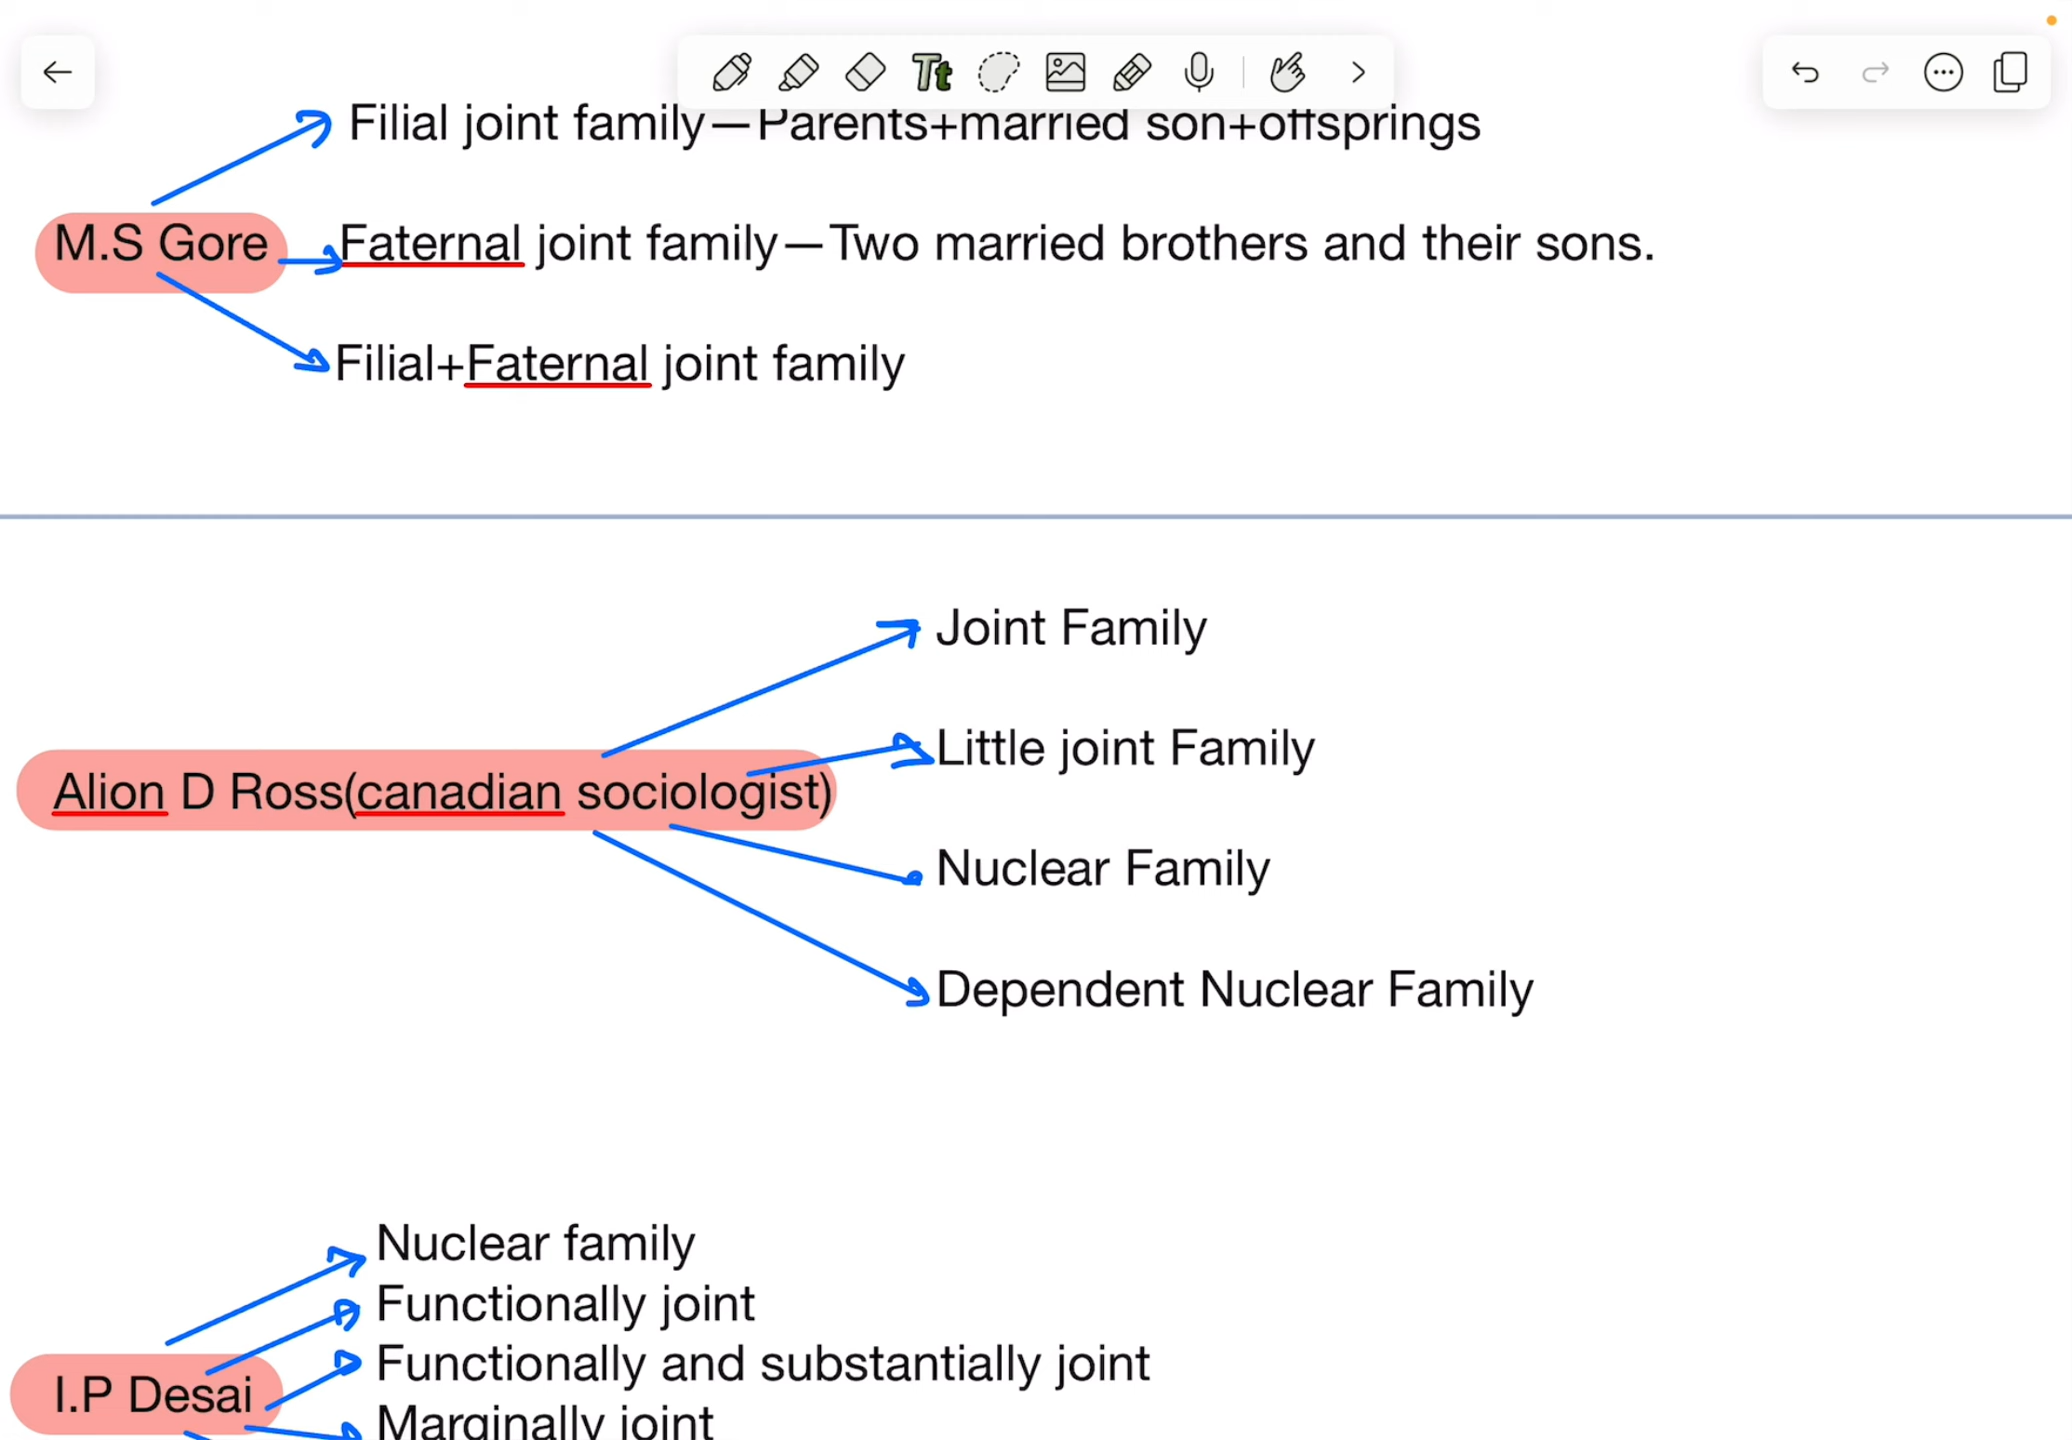 Filial joint family—Parents+married son+offsprings
M.S Gore
Faternal joint family—Two married brothers and their sons.
Filial+Faternal joint family
Joint Family
Little joint Family
Alion D Ross(canadian sociologist)
Nuclear Family
Dependent Nuclear Family
Nuclear family
Functionally joint
Functionally and substantially joint
I.P Desai
Marginally joint